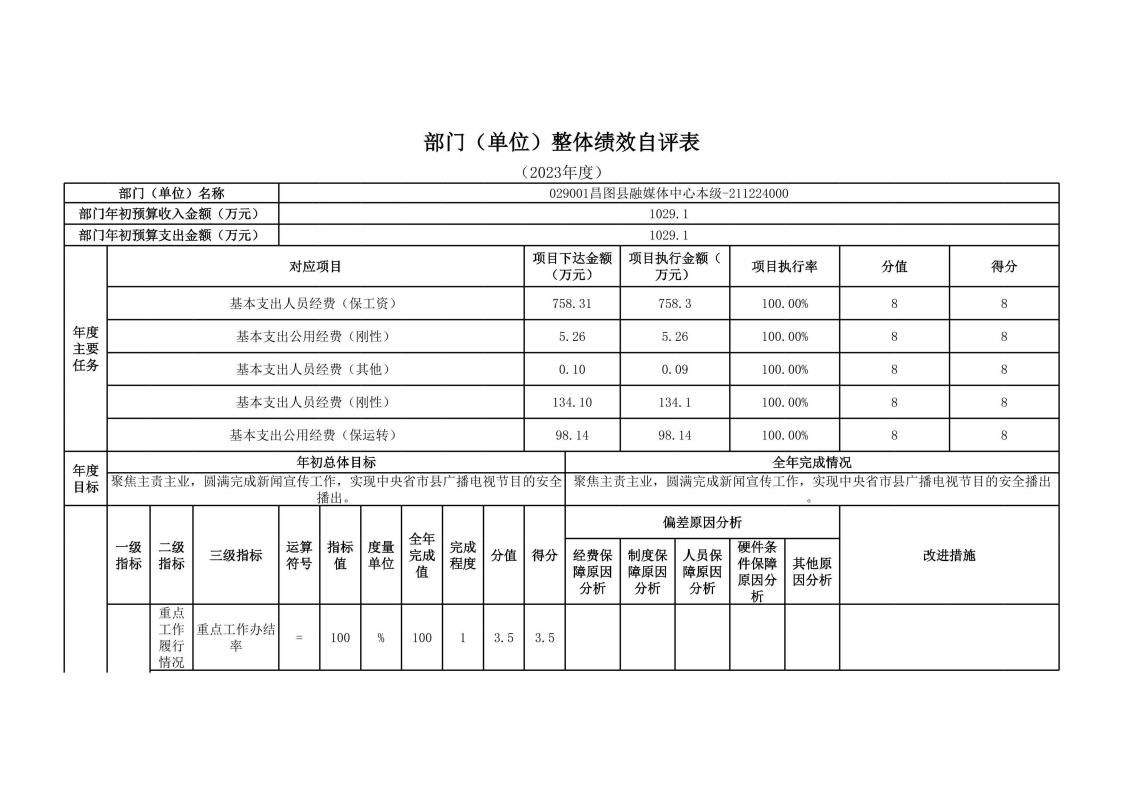 部门（单位）整体绩效自评表
（2023年度）
部门（单位）名称 029001昌图县融媒体中心本级-211224000
部门年初预算收入金额（万元） 1029.1
部门年初预算支出金额（万元） 1029.1
年度主要任务 对应项目 项目下达金额（万元） 项目执行金额（万元） 项目执行率 分值 得分
基本支出人员经费（保工资） 758.31 758.3 100.00% 8 8
基本支出公用经费（刚性） 5.26 5.26 100.00% 8 8
基本支出人员经费（其他） 0.10 0.09 100.00% 8 8
基本支出人员经费（刚性） 134.10 134.1 100.00% 8 8
基本支出公用经费（保运转） 98.14 98.14 100.00% 8 8
年度目标 年初总体目标 全年完成情况
聚焦主责主业，圆满完成新闻宣传工作，实现中央省市县广播电视节目的安全播出。 聚焦主责主业，圆满完成新闻宣传工作，实现中央省市县广播电视节目的安全播出。
一级指标 二级指标 三级指标 运算符号 指标值 度量单位 全年完成值 完成程度 分值 得分 偏差原因分析 改进措施
经费保障原因分析 制度保障原因分析 人员保障原因分析 硬件条件保障原因分析 其他原因分析
重点工作履行情况 重点工作办结率 = 100 % 100 1 3.5 3.5